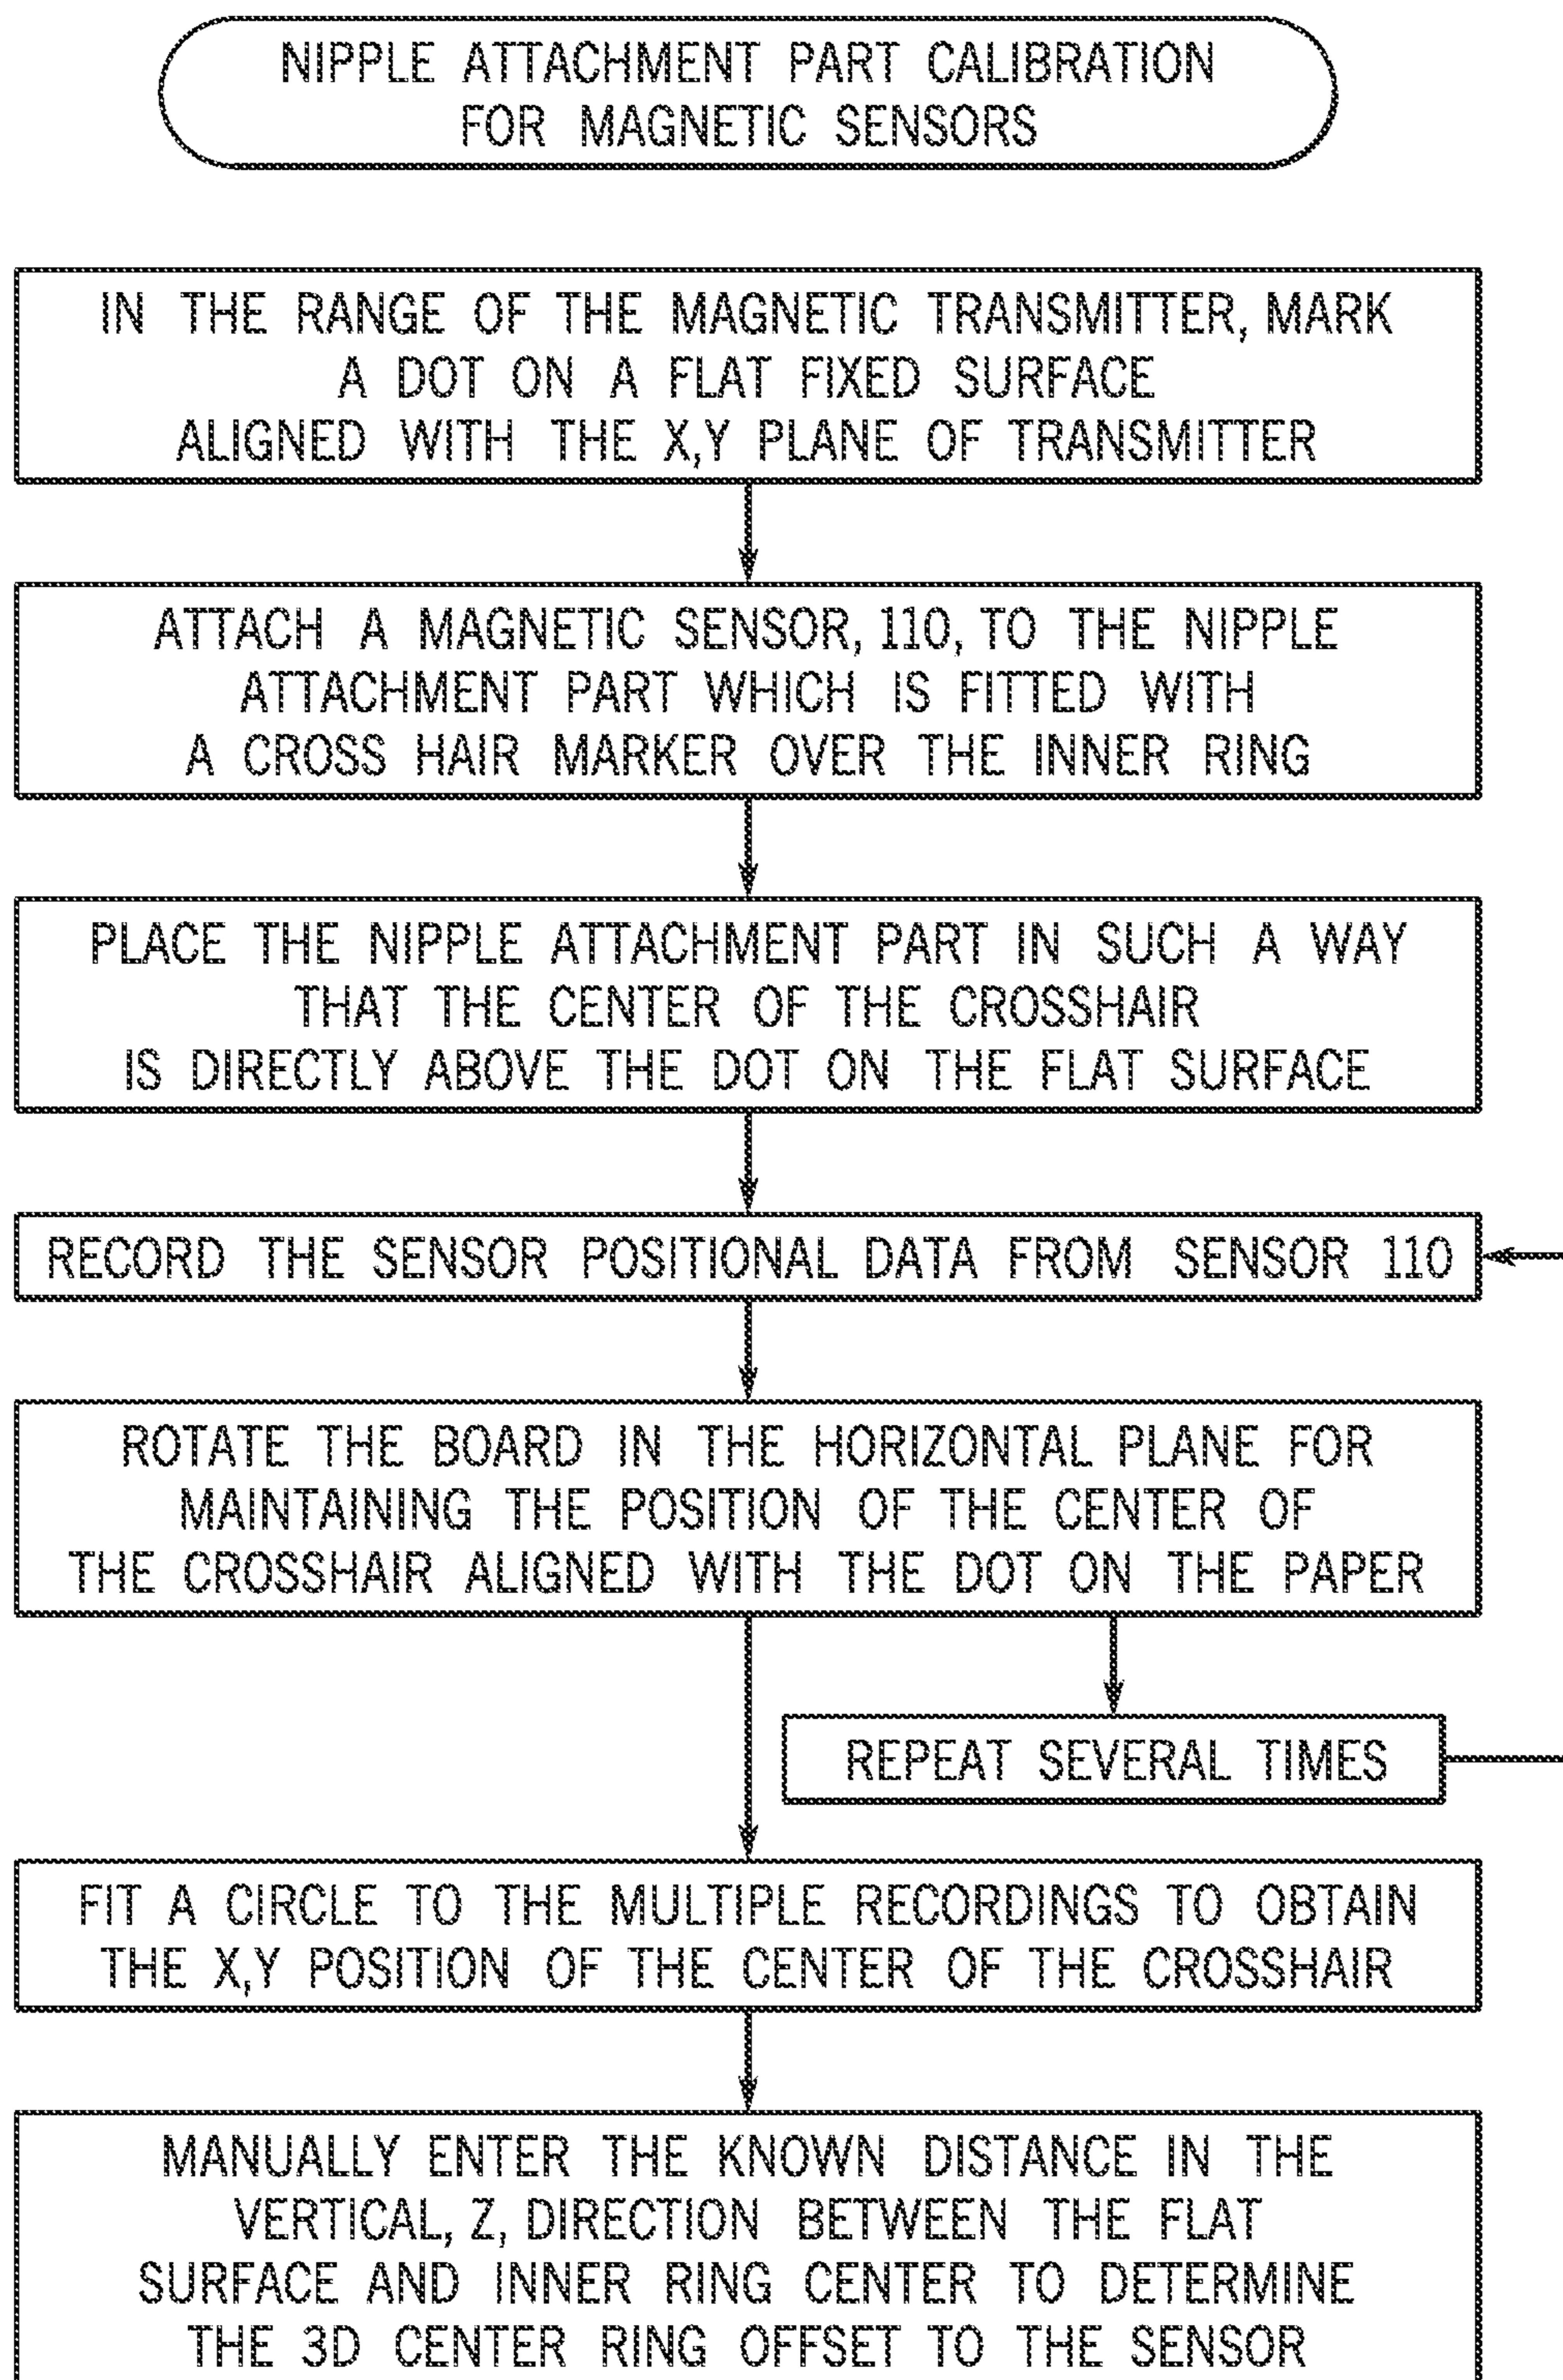 NIPPLE ATTACHMENT PART CALIBRATION
FOR MAGNETIC SENSORS
IN THE RANGE OF THE MAGNETIC TRANSMITTER, MARK
A DOT ON A FLAT FIXED SURFACE
ALIGNED WITH THE X,Y PLANE OF TRANSMITTER
ATTACH A MAGNETIC SENSOR, 110, TO THE NIPPLE
ATTACHMENT PART WHICH IS FITTED WITH
A CROSS HAIR MARKER OVER THE INNER RING
PLACE THE NIPPLE ATTACHMENT PART IN SUCH A WAY
THAT THE CENTER OF THE CROSSHAIR
IS DIRECTLY ABOVE THE DOT ON THE FLAT SURFACE
RECORD THE SENSOR POSITIONAL DATA FROM SENSOR 110
ROTATE THE BOARD IN THE HORIZONTAL PLANE FOR
MAINTAINING THE POSITION OF THE CENTER OF
THE CROSSHAIR ALIGNED WITH THE DOT ON THE PAPER
REPEAT SEVERAL TIMES
FIT A CIRCLE TO THE MULTIPLE RECORDINGS TO OBTAIN
THE X,Y POSITION OF THE CENTER OF THE CROSSHAIR
MANUALLY ENTER THE KNOWN DISTANCE IN THE
VERTICAL, Z, DIRECTION BETWEEN THE FLAT
SURFACE AND INNER RING CENTER TO DETERMINE
THE 3D CENTER RING OFFSET TO THE SENSOR